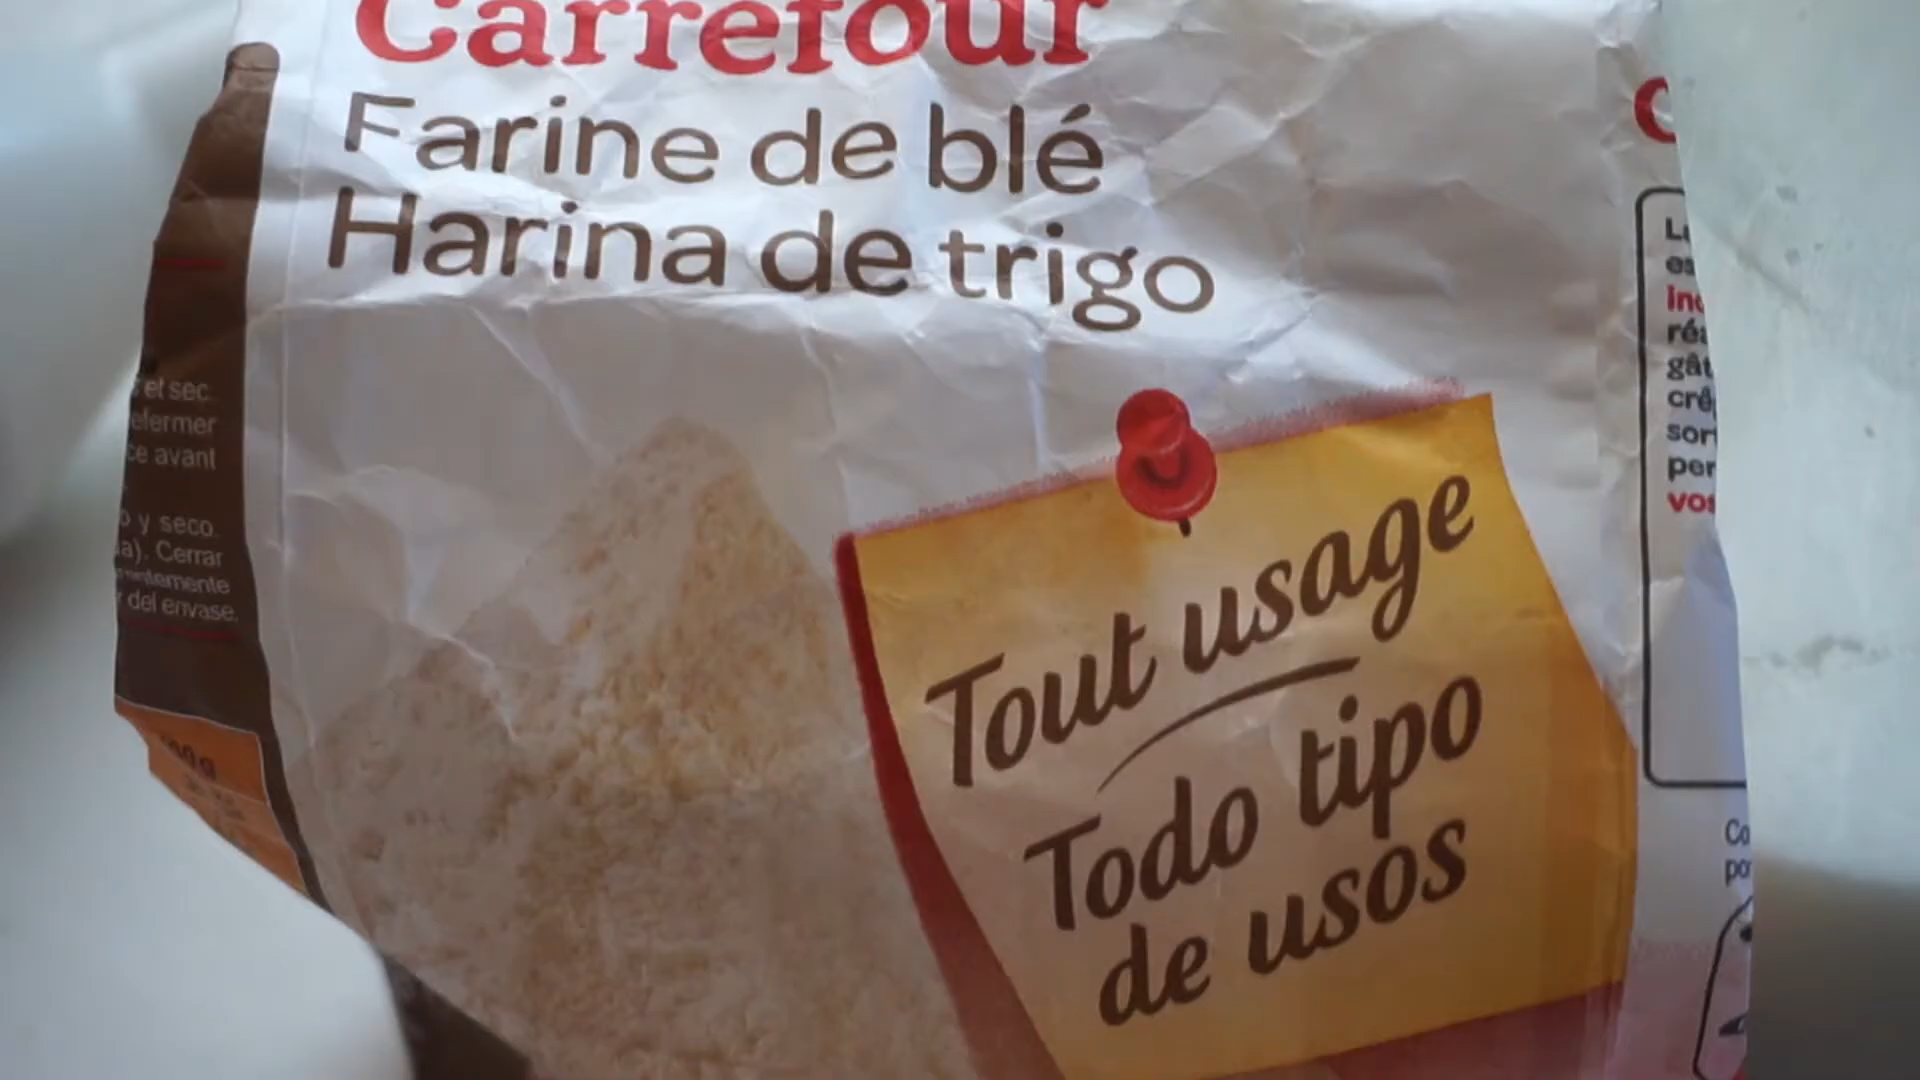 Carrefour
Farine de blé
Harina de trigo
Tout usage
Todo tipo
de usos
et sec.
efermer
ce avant
y seco.
Cerrar
del envase.